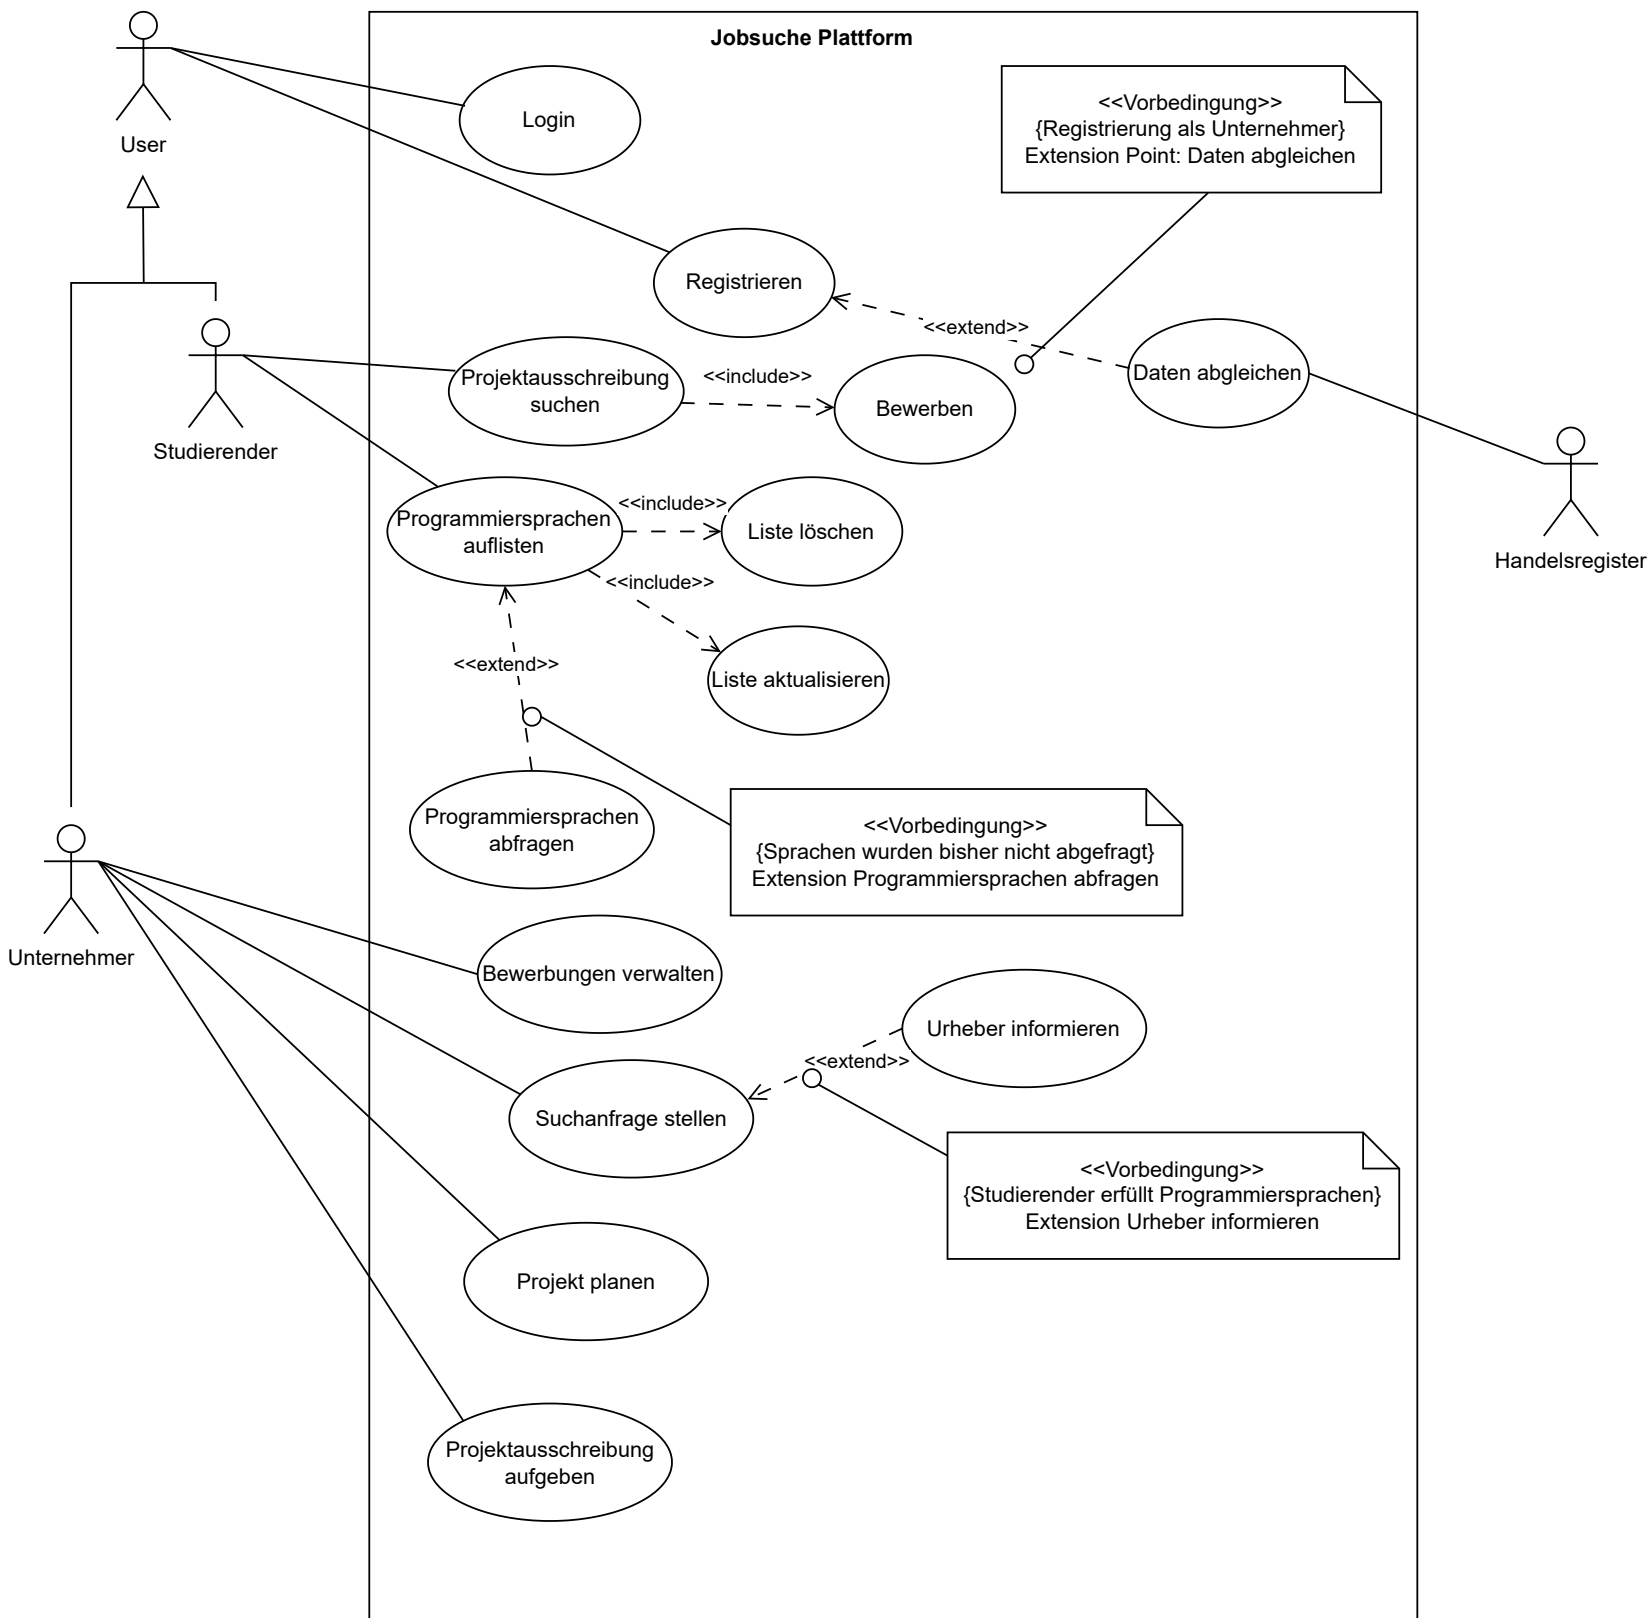 Jobsuche Plattform
User
Login
<<Vorbedingung>>
{Registrierung als Unternehmer}
Extension Point: Daten abgleichen
Registrieren
<<extend>>
Studierender
Projektausschreibung
suchen
<<include>>
Bewerben
Daten abgleichen
Handelsregister
Programmiersprachen
auflisten
<<include>>
Liste löschen
<<include>>
Liste aktualisieren
<<extend>>
Programmiersprachen
abfragen
<<Vorbedingung>>
{Sprachen wurden bisher nicht abgefragt}
Extension Programmiersprachen abfragen
Unternehmer
Bewerbungen verwalten
Urheber informieren
<<extend>>
Suchanfrage stellen
<<Vorbedingung>>
{Studierender erfüllt Programmiersprachen}
Extension Urheber informieren
Projekt planen
Projektausschreibung
aufgeben